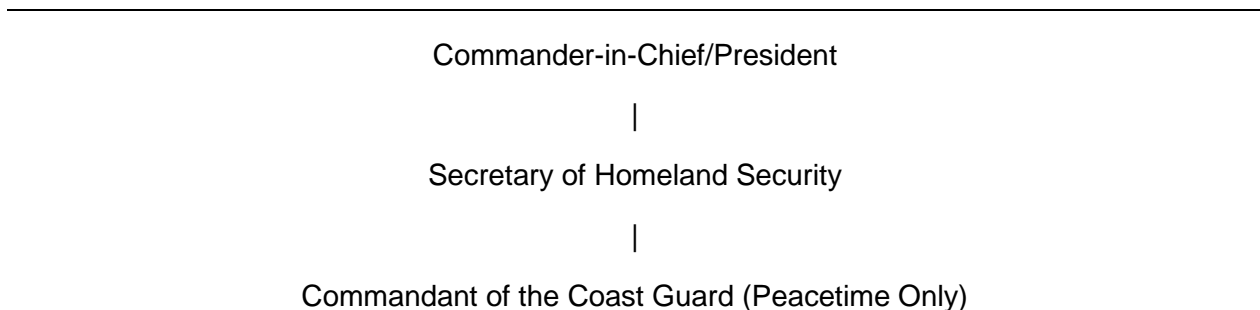 Commander-in-Chief/President
|
Secretary of Homeland Security
|
Commandant of the Coast Guard (Peacetime Only)